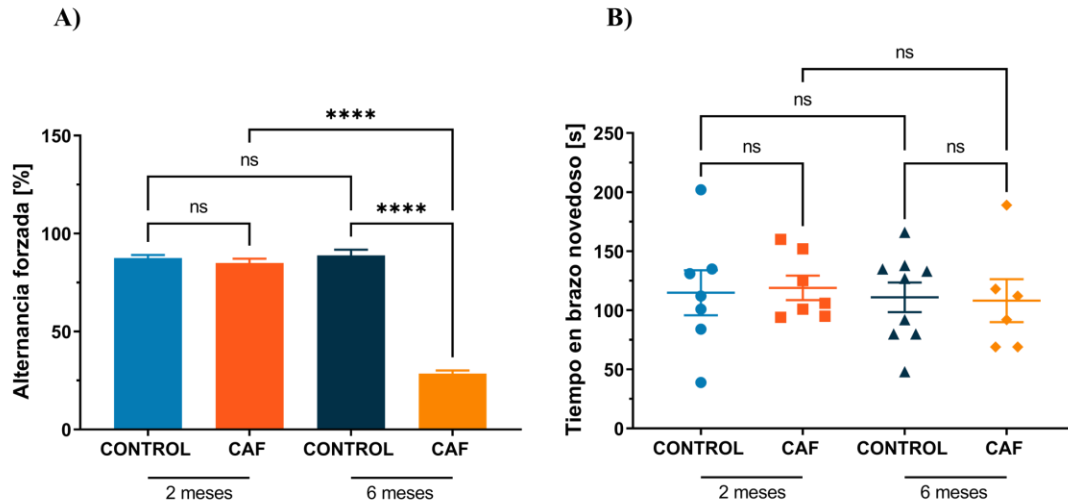 A)
****
ns
ns
****
Alternancia forzada [%]
150
100
50
0
CONTROL CAF CONTROL CAF
2 meses 6 meses
B)
ns
ns
ns
ns
Tiempo en brazo novedoso [s]
250
200
150
100
50
0
CONTROL CAF CONTROL CAF
2 meses 6 meses